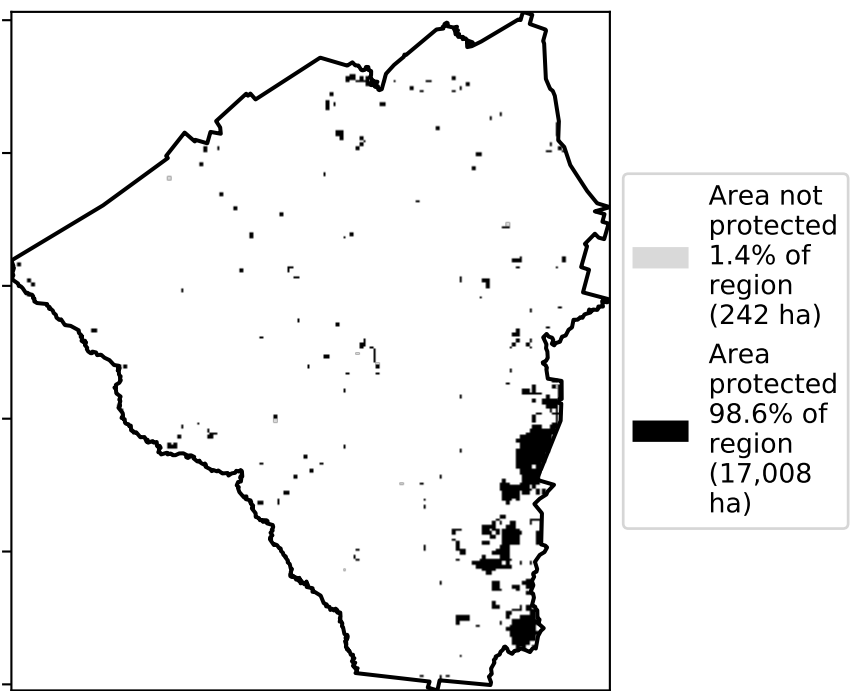 Area not
protected
1.4% of
region
(242 ha)
Area
protected
98.6% of
region
(17,008
ha)